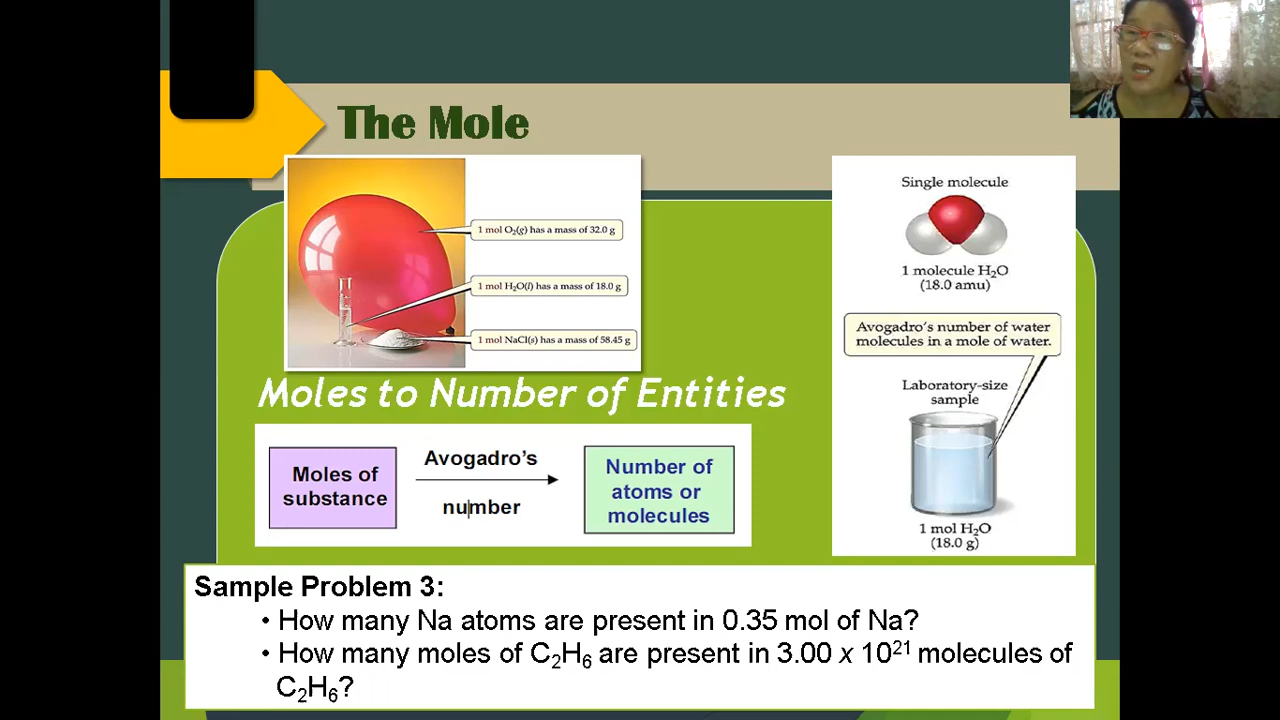 The Mole
1 mol O₂(g) has a mass of 32.0 g
1 mol H₂O(l) has a mass of 18.0 g
1 mol NaCl(s) has a mass of 58.45 g
Single molecule
1 molecule H₂O
(18.0 amu)
Avogadro's number of water
molecules in a mole of water.
Laboratory-size
sample
1 mol H₂O
(18.0 g)
Moles to Number of Entities
Moles of
substance
Avogadro's
number
Number of
atoms or
molecules
Sample Problem 3:
• How many Na atoms are present in 0.35 mol of Na?
• How many moles of C₂H₆ are present in 3.00 x 10²¹ molecules of
C₂H₆?